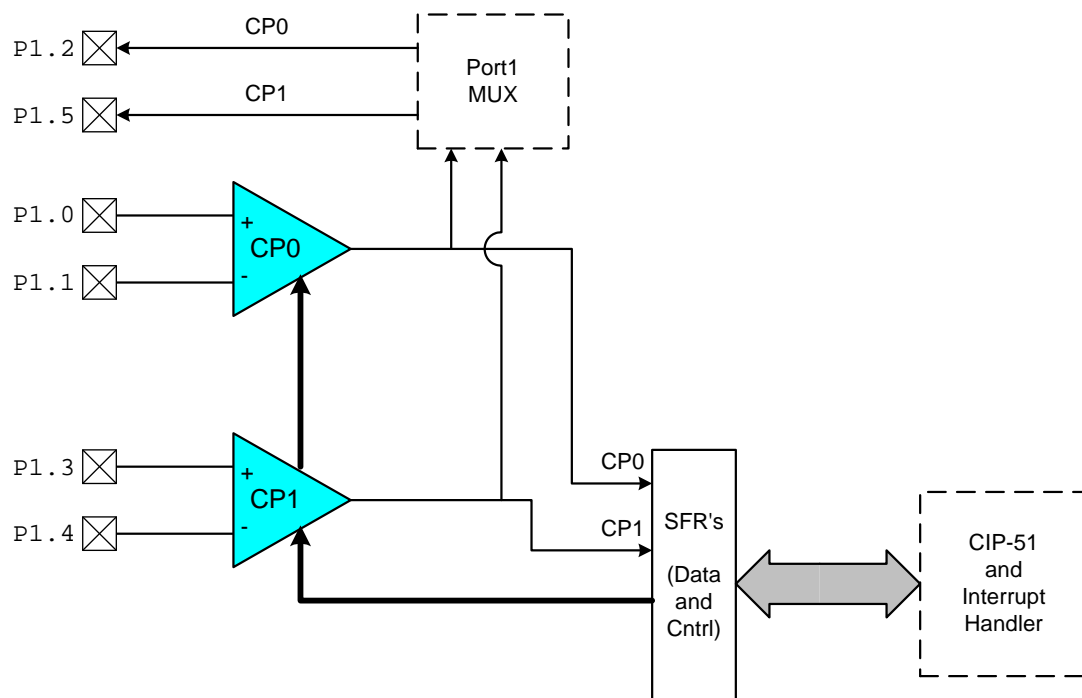 CP0
P1.2
Port1
MUX
CP1
P1.5
P1.0
+
CP0
P1.1
-
P1.3
+
CP0
CP1
SFR's
CP1
P1.4
-
(Data
and
Cntrl)
CIP-51
and
Interrupt
Handler